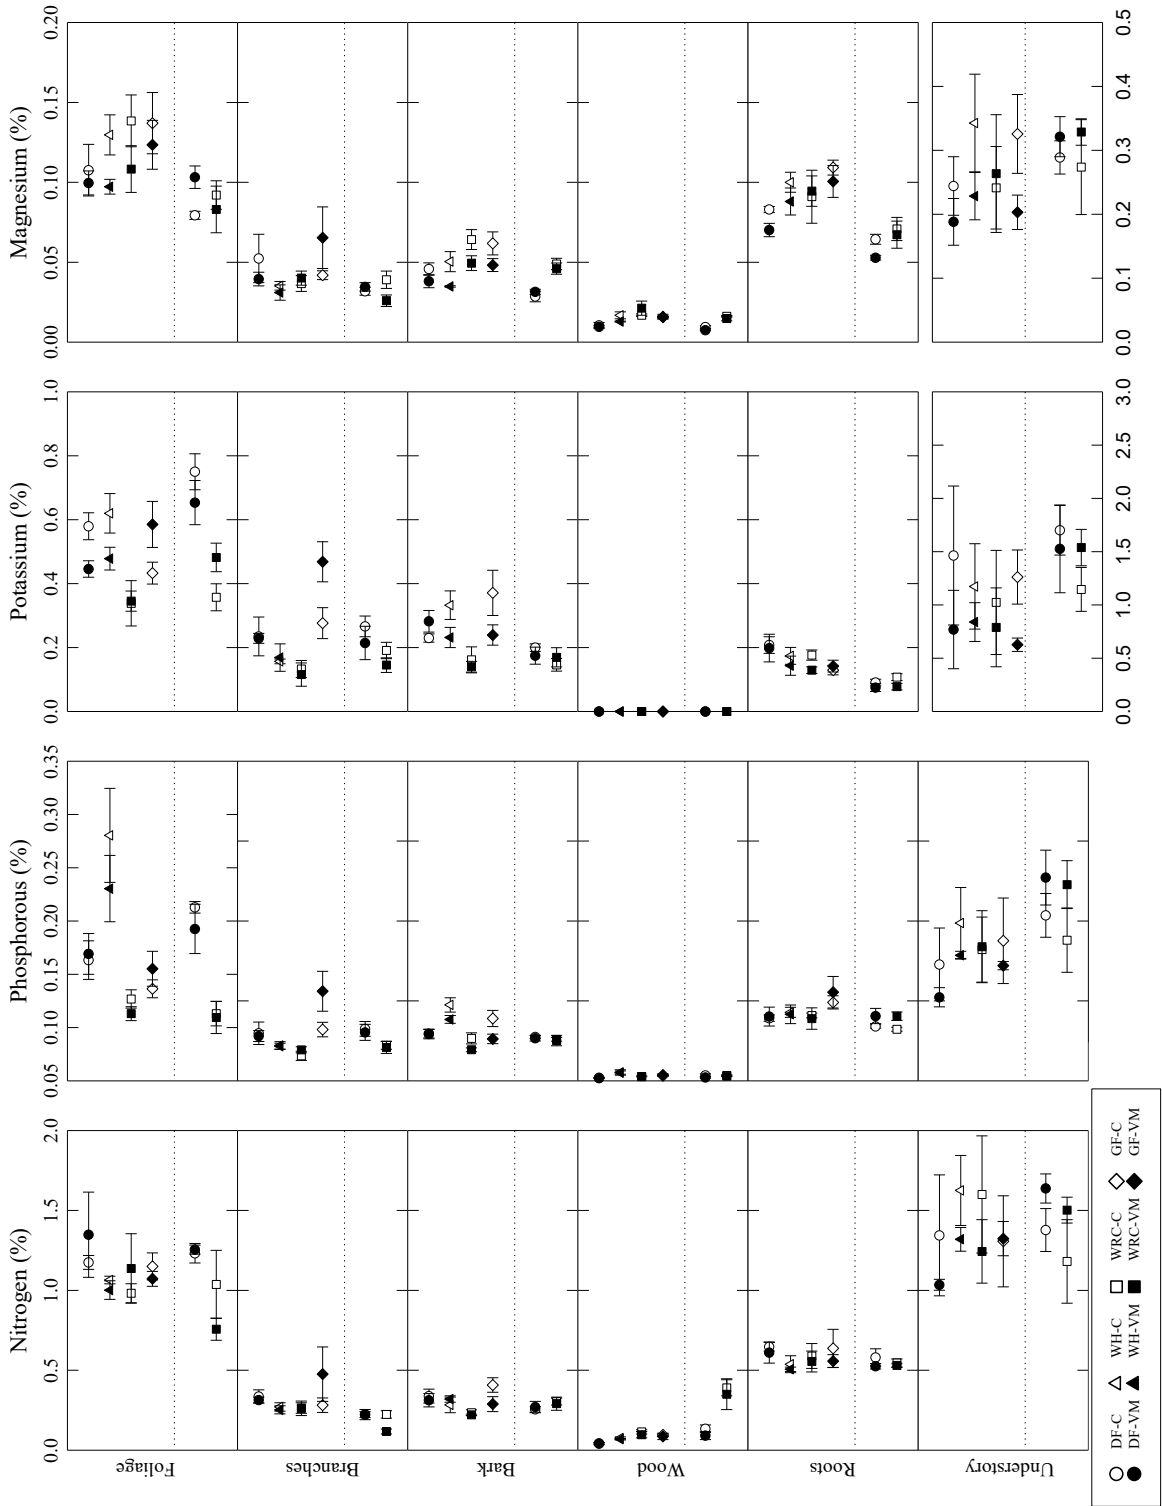 Nitrogen (%)
Phosphorous (%)
Potassium (%)
Magnesium (%)
0.0 0.5 1.0 1.5 2.0
0.05 0.10 0.15 0.20 0.25 0.30 0.35
0.0 0.2 0.4 0.6 0.8 1.0
0.00 0.05 0.10 0.15 0.20
Foliage
Branches
Bark
Wood
Roots
Understory
0.0 0.5 1.0 1.5 2.0 2.5 3.0
0.0 0.1 0.2 0.3 0.4 0.5
DF-C WH-C WRC-C GF-C
DF-VM WH-VM WRC-VM GF-VM